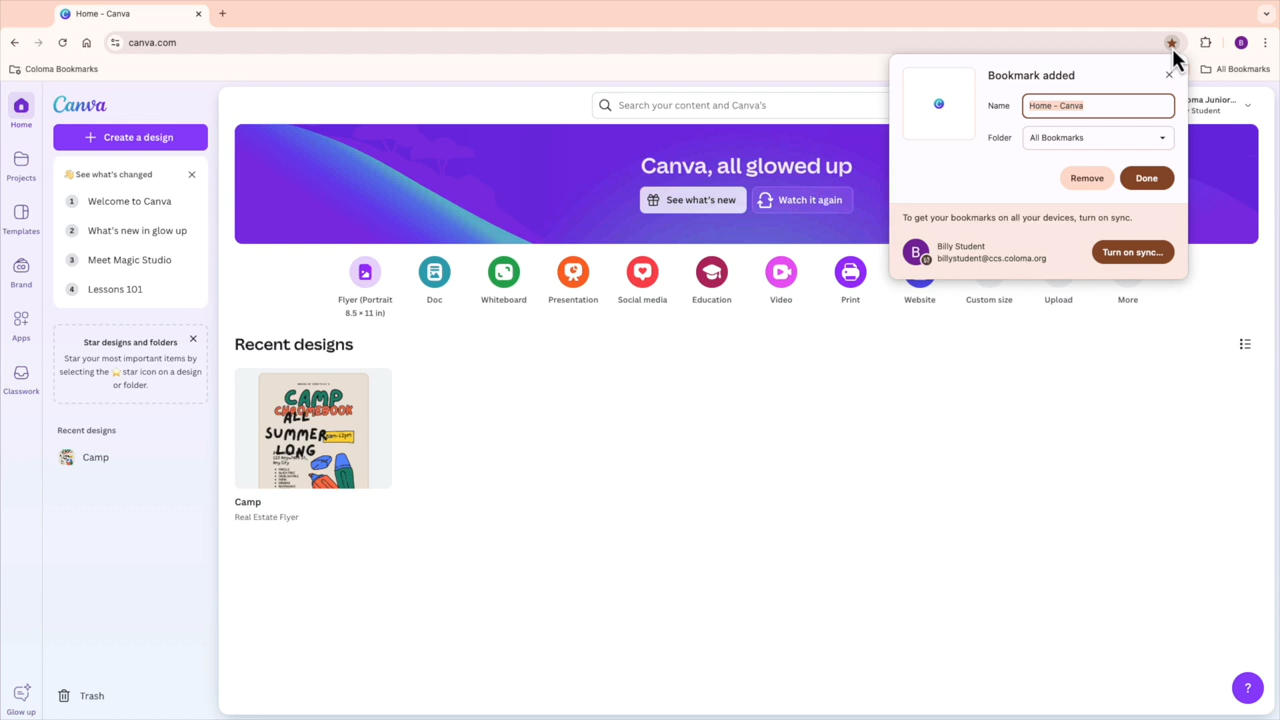 Home - Canva
canva.com
Coloma Bookmarks
All Bookmarks
Bookmark added
Name
Home - Canva
Folder
All Bookmarks
Remove
Done
To get your bookmarks on all your devices, turn on sync.
B
Billy Student
billystudent@ccs.coloma.org
Turn on sync...
B
Home
Projects
Templates
Brand
Apps
Classwork
Glow up
Canva
Create a design
See what's changed
1 Welcome to Canva
2 What's new in glow up
3 Meet Magic Studio
4 Lessons 101
Star designs and folders
Star your most important items by
selecting the star icon on a design
or folder.
Recent designs
Camp
Trash
Search your content and Canva's
oma Junior...
Student
Canva, all glowed up
See what's new
Watch it again
Flyer (Portrait
8.5 × 11 in)
Doc
Whiteboard
Presentation
Social media
Education
Video
Print
Website
Custom size
Upload
More
Recent designs
CAMP
CHROMEBOOK
ALL
SUMMER
LONG
Camp
Real Estate Flyer
?